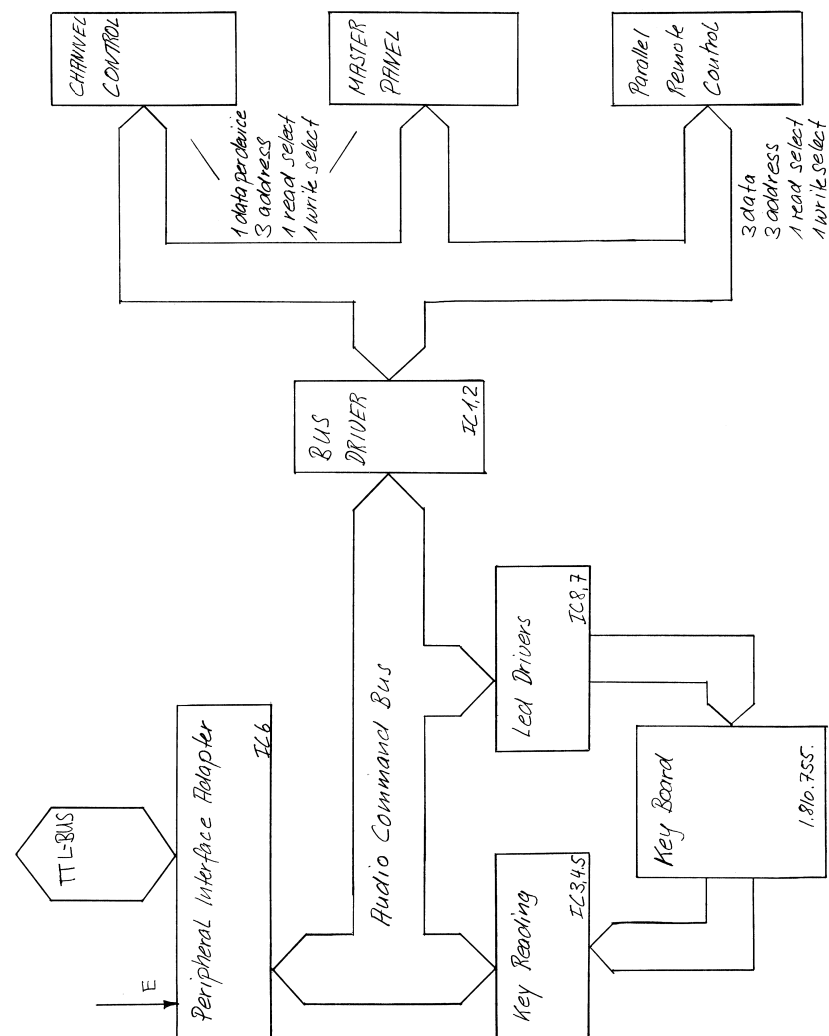 CHANNEL
CONTROL
MASTER
PANEL
Parallel
Remote
Control
1 data per device
3 address
1 read select
1 write select
3 data
3 address
1 read select
1 write select
BUS
DRIVER
IC1,2
TTL-BUS
E
Peripheral Interface Adapter
IC6
Audio Command Bus
Led Drivers
IC8,7
Key Reading
IC3,4.5
Key Board
1.810.755.